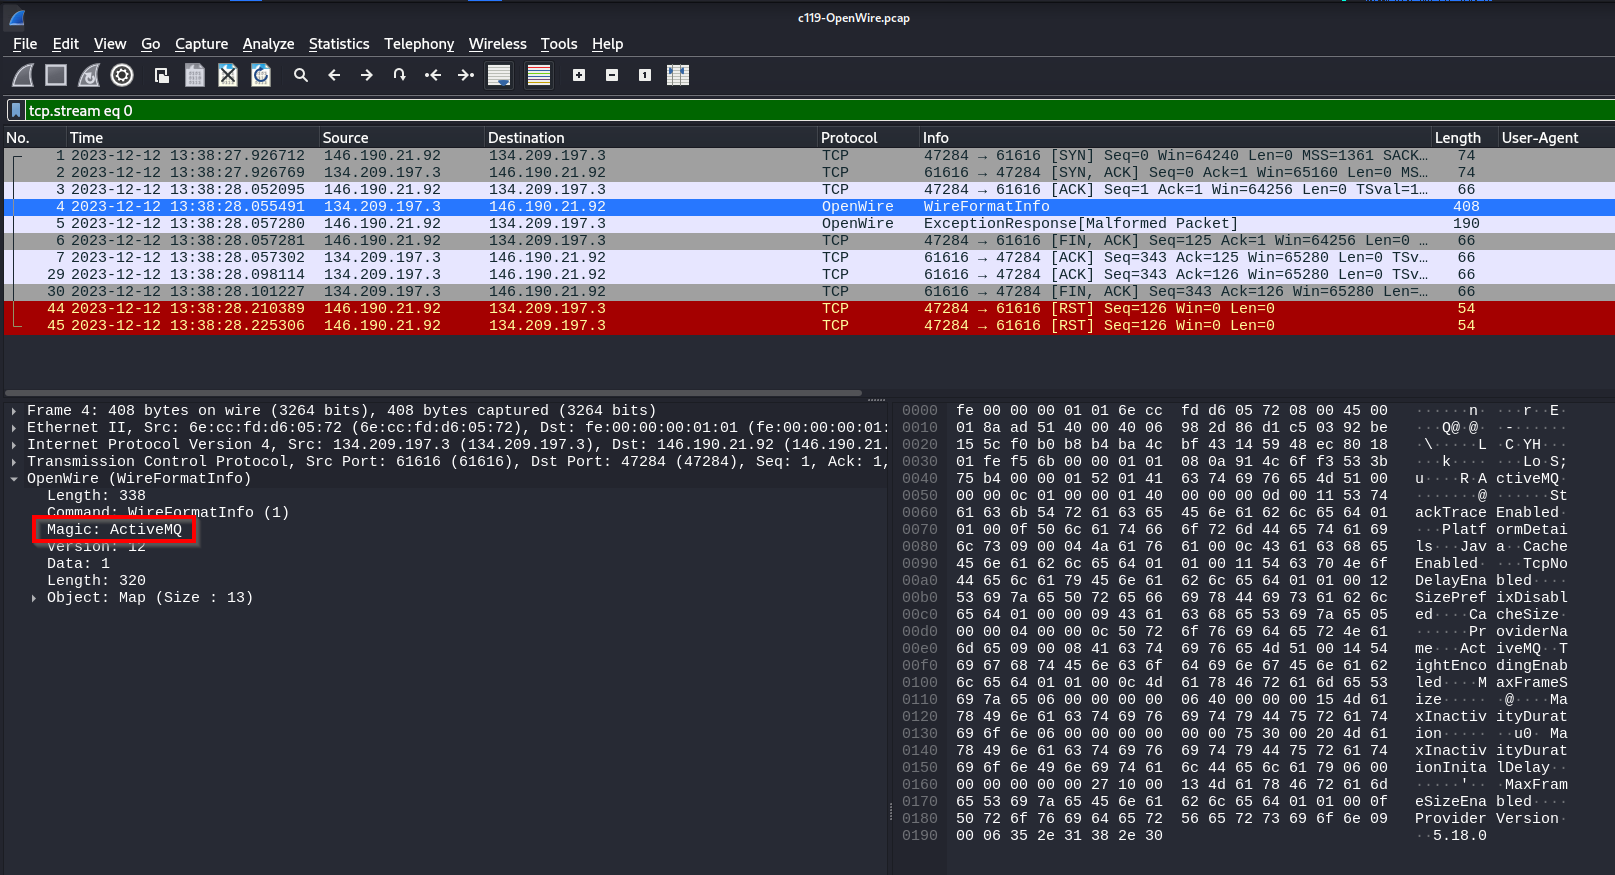 c119-OpenWire.pcap
File Edit View Go Capture Analyze Statistics Telephony Wireless Tools Help
tcp.stream eq 0
No. Time Source Destination Protocol Info Length User-Agent
1 2023-12-12 13:38:27.926712 146.190.21.92 134.209.197.3 TCP 47284 → 61616 [SYN] Seq=0 Win=64240 Len=0 MSS=1361 SACK… 74
2 2023-12-12 13:38:27.926769 134.209.197.3 146.190.21.92 TCP 61616 → 47284 [SYN, ACK] Seq=0 Ack=1 Win=65160 Len=0 MS… 74
3 2023-12-12 13:38:28.052095 146.190.21.92 134.209.197.3 TCP 47284 → 61616 [ACK] Seq=1 Ack=1 Win=64256 Len=0 TSval=1… 66
4 2023-12-12 13:38:28.055491 134.209.197.3 146.190.21.92 OpenWire WireFormatInfo 408
5 2023-12-12 13:38:28.057280 146.190.21.92 134.209.197.3 OpenWire ExceptionResponse[Malformed Packet] 190
6 2023-12-12 13:38:28.057281 146.190.21.92 134.209.197.3 TCP 47284 → 61616 [FIN, ACK] Seq=125 Ack=1 Win=64256 Len=0 … 66
7 2023-12-12 13:38:28.057302 134.209.197.3 146.190.21.92 TCP 61616 → 47284 [ACK] Seq=343 Ack=125 Win=65280 Len=0 TSv… 66
29 2023-12-12 13:38:28.098114 134.209.197.3 146.190.21.92 TCP 61616 → 47284 [ACK] Seq=343 Ack=126 Win=65280 Len=0 TSv… 66
30 2023-12-12 13:38:28.101227 134.209.197.3 146.190.21.92 TCP 61616 → 47284 [FIN, ACK] Seq=343 Ack=126 Win=65280 Len=… 66
44 2023-12-12 13:38:28.210389 146.190.21.92 134.209.197.3 TCP 47284 → 61616 [RST] Seq=126 Win=0 Len=0 54
45 2023-12-12 13:38:28.225306 146.190.21.92 134.209.197.3 TCP 47284 → 61616 [RST] Seq=126 Win=0 Len=0 54
Frame 4: 408 bytes on wire (3264 bits), 408 bytes captured (3264 bits)
Ethernet II, Src: 6e:cc:fd:d6:05:72 (6e:cc:fd:d6:05:72), Dst: fe:00:00:00:01:01 (fe:00:00:00:01:
Internet Protocol Version 4, Src: 134.209.197.3 (134.209.197.3), Dst: 146.190.21.92 (146.190.21.
Transmission Control Protocol, Src Port: 61616 (61616), Dst Port: 47284 (47284), Seq: 1, Ack: 1,
OpenWire (WireFormatInfo)
Length: 338
Command: WireFormatInfo (1)
Magic: ActiveMQ
Version: 12
Data: 1
Length: 320
Object: Map (Size : 13)
0000 fe 00 00 00 01 01 6e cc fd d6 05 72 08 00 45 00 ······n· ···r··E·
0010 01 8a ad 51 40 00 40 06 98 2d 86 d1 c5 03 92 be ···Q@·@· ·-······
0020 15 5c f0 b0 b8 b4 ba 4c bf 43 14 59 48 ec 80 18 ·\·····L ·C·YH···
0030 01 fe f5 6b 00 00 01 01 08 0a 91 4c 6f f3 53 3b ···k···· ···Lo·S;
0040 75 b4 00 00 01 52 01 41 63 74 69 76 65 4d 51 00 u····R·A ctiveMQ·
0050 00 00 0c 01 00 00 01 40 00 00 00 0d 00 11 53 74 ·······@ ······St
0060 61 63 6b 54 72 61 63 65 45 6e 61 62 6c 65 64 01 ackTrace Enabled·
0070 01 00 0f 50 6c 61 74 66 6f 72 6d 44 65 74 61 69 ···Platf ormDetai
0080 6c 73 09 00 04 4a 61 76 61 00 0c 43 61 63 68 65 ls···Jav a··Cache
0090 45 6e 61 62 6c 65 64 01 01 00 11 54 63 70 4e 6f Enabled· ···TcpNo
00a0 44 65 6c 61 79 45 6e 61 62 6c 65 64 01 01 00 12 DelayEna bled····
00b0 53 69 7a 65 50 72 65 66 69 78 44 69 73 61 62 6c SizePref ixDisabl
00c0 65 64 01 00 00 09 43 61 63 68 65 53 69 7a 65 05 ed····Ca cheSize·
00d0 00 00 04 00 00 0c 50 72 6f 76 69 64 65 72 4e 61 ······Pr oviderNa
00e0 6d 65 09 00 08 41 63 74 69 76 65 4d 51 00 14 54 me···Act iveMQ··T
00f0 69 67 68 74 45 6e 63 6f 64 69 6e 67 45 6e 61 62 ightEnco dingEnab
0100 6c 65 64 01 01 00 0c 4d 61 78 46 72 61 6d 65 53 led····M axFrameS
0110 69 7a 65 06 00 00 00 00 06 40 00 00 00 15 4d 61 ize····· ·@····Ma
0120 78 49 6e 61 63 74 69 76 69 74 79 44 75 72 61 74 xInactiv ityDurat
0130 69 6f 6e 06 00 00 00 00 00 00 75 30 00 20 4d 61 ion····· ··u0· Ma
0140 78 49 6e 61 63 74 69 76 69 74 79 44 75 72 61 74 xInactiv ityDurat
0150 69 6f 6e 49 6e 69 74 61 6c 44 65 6c 61 79 06 00 ionInita lDelay··
0160 00 00 00 00 00 27 10 00 13 4d 61 78 46 72 61 6d ·····'·· ·MaxFram
0170 65 53 69 7a 65 45 6e 61 62 6c 65 64 01 01 00 0f eSizeEna bled····
0180 50 72 6f 76 69 64 65 72 56 65 72 73 69 6f 6e 09 Provider Version·
0190 00 06 35 2e 31 38 2e 30 ··5.18.0